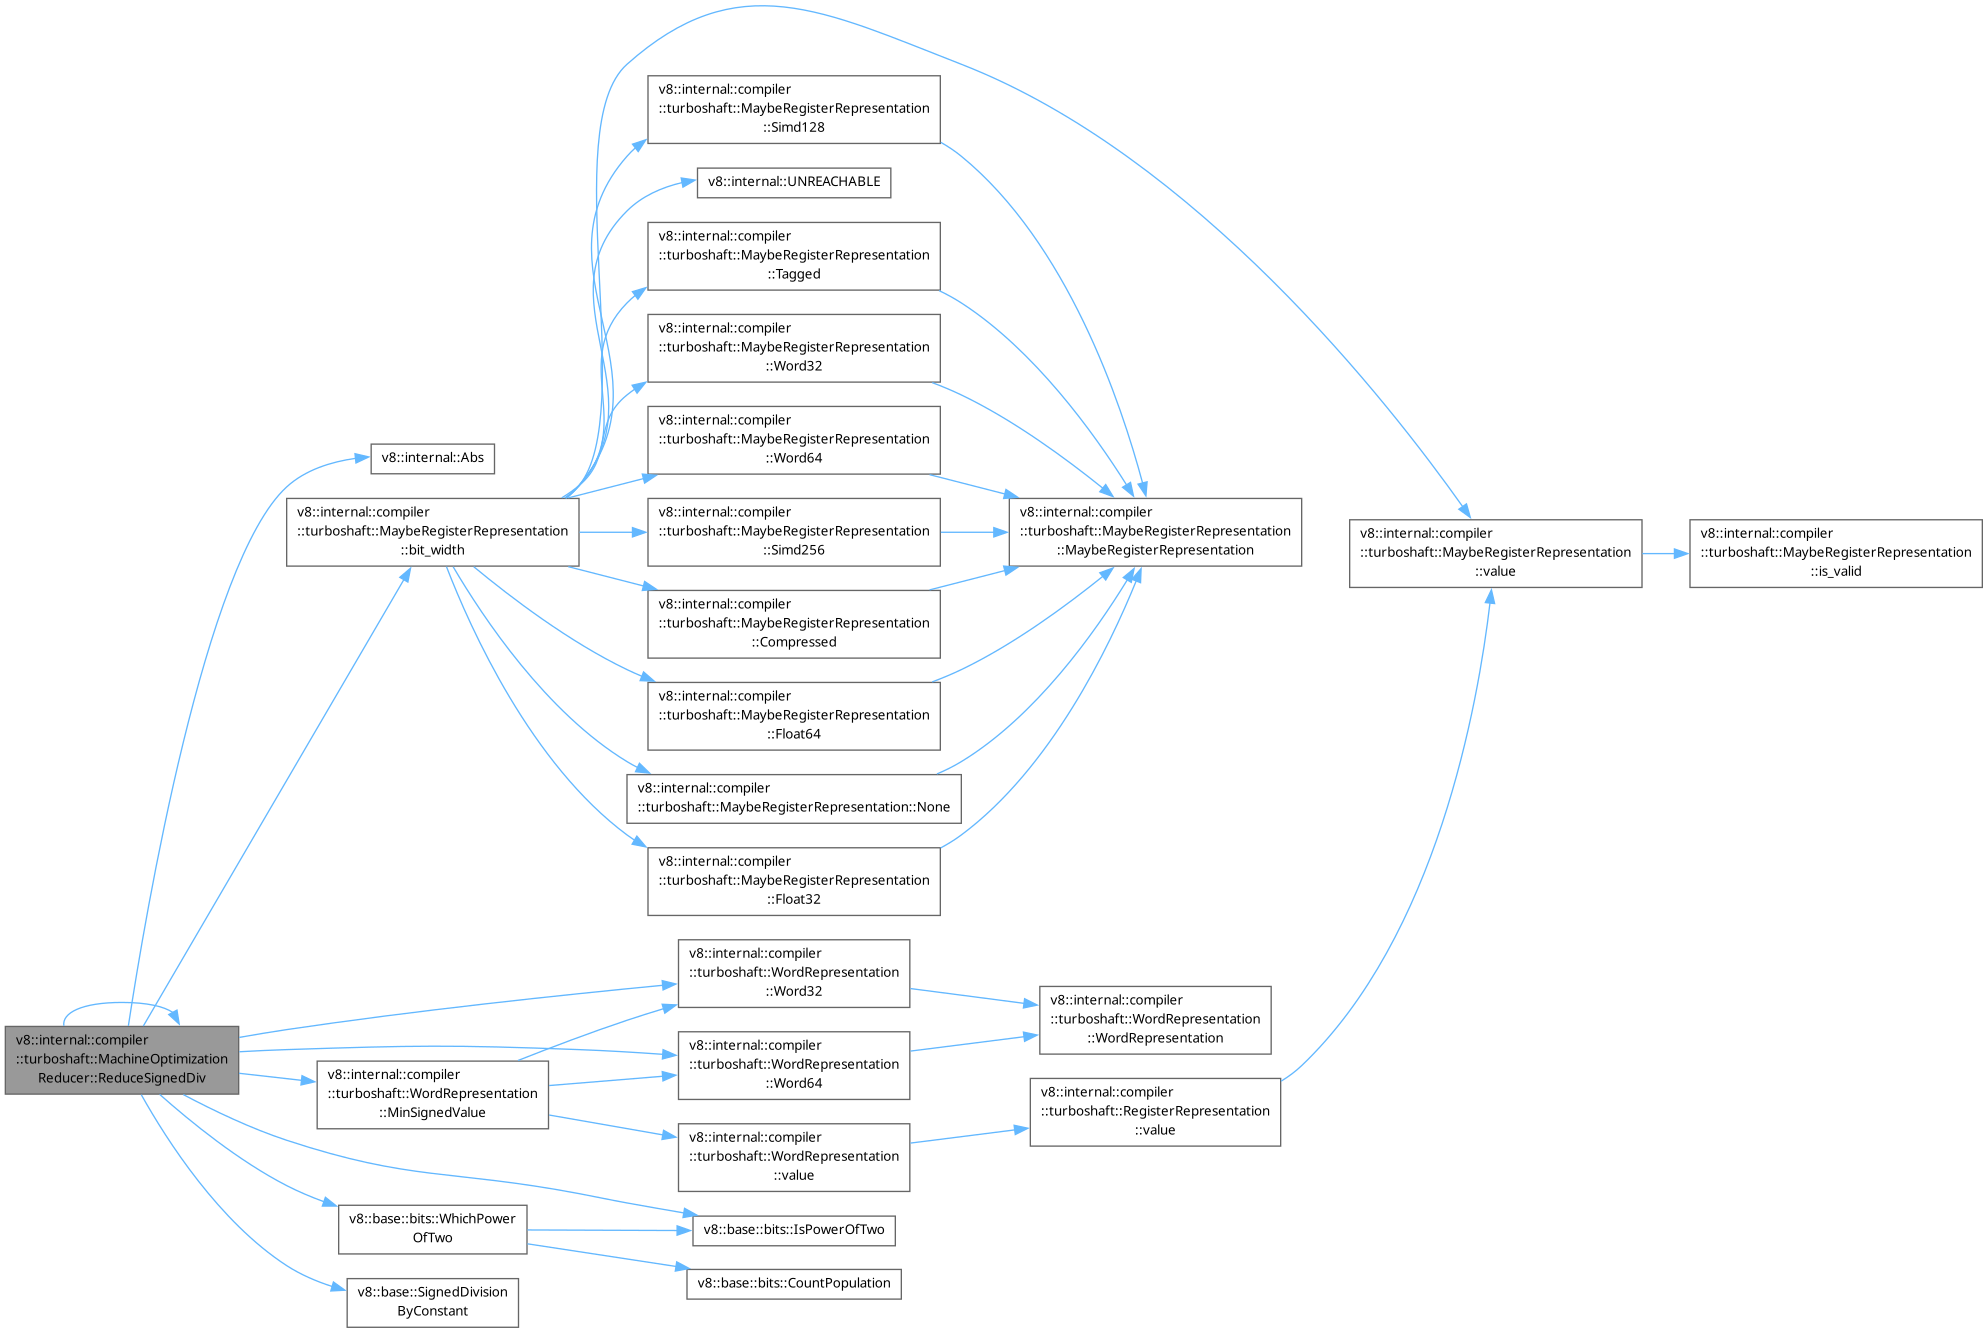 v8::internal::compiler
::turboshaft::MaybeRegisterRepresentation
::Simd128
v8::internal::UNREACHABLE
v8::internal::compiler
::turboshaft::MaybeRegisterRepresentation
::Tagged
v8::internal::compiler
::turboshaft::MaybeRegisterRepresentation
::Word32
v8::internal::compiler
::turboshaft::MaybeRegisterRepresentation
::Word64
v8::internal::Abs
v8::internal::compiler
::turboshaft::MaybeRegisterRepresentation
::bit_width
v8::internal::compiler
::turboshaft::MaybeRegisterRepresentation
::Simd256
v8::internal::compiler
::turboshaft::MaybeRegisterRepresentation
::MaybeRegisterRepresentation
v8::internal::compiler
::turboshaft::MaybeRegisterRepresentation
::value
v8::internal::compiler
::turboshaft::MaybeRegisterRepresentation
::is_valid
v8::internal::compiler
::turboshaft::MaybeRegisterRepresentation
::Compressed
v8::internal::compiler
::turboshaft::MaybeRegisterRepresentation
::Float64
v8::internal::compiler
::turboshaft::MaybeRegisterRepresentation::None
v8::internal::compiler
::turboshaft::MaybeRegisterRepresentation
::Float32
v8::internal::compiler
::turboshaft::WordRepresentation
::Word32
v8::internal::compiler
::turboshaft::WordRepresentation
::WordRepresentation
v8::internal::compiler
::turboshaft::MachineOptimization
Reducer::ReduceSignedDiv
v8::internal::compiler
::turboshaft::WordRepresentation
::Word64
v8::internal::compiler
::turboshaft::WordRepresentation
::MinSignedValue
v8::internal::compiler
::turboshaft::RegisterRepresentation
::value
v8::internal::compiler
::turboshaft::WordRepresentation
::value
v8::base::bits::WhichPower
OfTwo
v8::base::bits::IsPowerOfTwo
v8::base::bits::CountPopulation
v8::base::SignedDivision
ByConstant